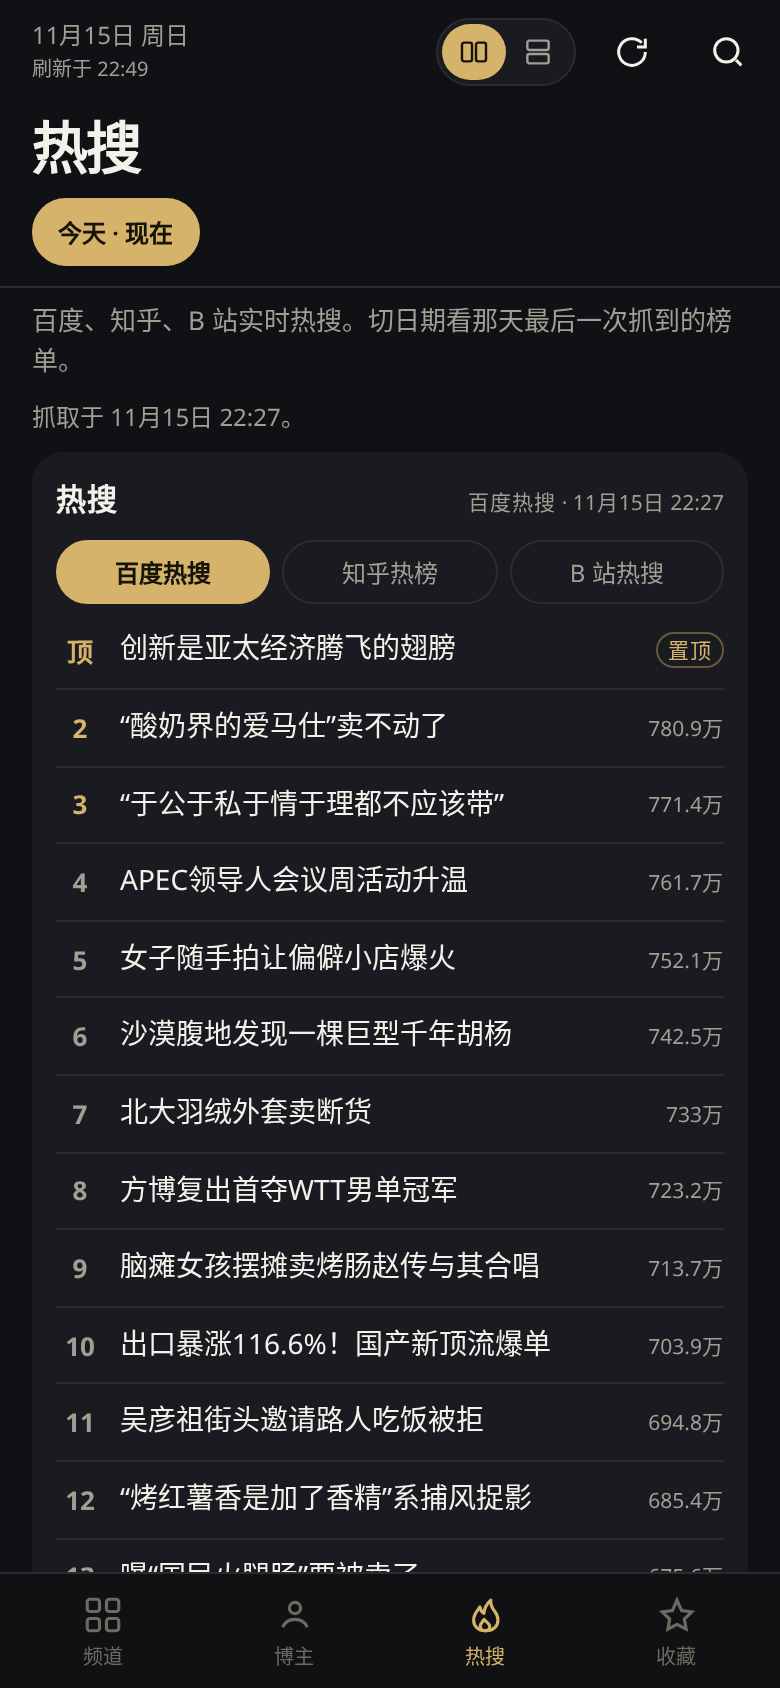 11月15日 周日
刷新于 22:49
热搜
今天 · 现在
百度、知乎、B 站实时热搜。切日期看那天最后一次抓到的榜
单。
抓取于 11月15日 22:27。
热搜
百度热搜 · 11月15日 22:27
百度热搜
知乎热榜
B 站热搜
顶 创新是亚太经济腾飞的翅膀 置顶
2 “酸奶界的爱马仕”卖不动了 780.9万
3 “于公于私于情于理都不应该带” 771.4万
4 APEC领导人会议周活动升温 761.7万
5 女子随手拍让偏僻小店爆火 752.1万
6 沙漠腹地发现一棵巨型千年胡杨 742.5万
7 北大羽绒外套卖断货 733万
8 方博复出首夺WTT男单冠军 723.2万
9 脑瘫女孩摆摊卖烤肠赵传与其合唱 713.7万
10 出口暴涨116.6%！国产新顶流爆单 703.9万
11 吴彦祖街头邀请路人吃饭被拒 694.8万
12 “烤红薯香是加了香精”系捕风捉影 685.4万
频道
博主
热搜
收藏